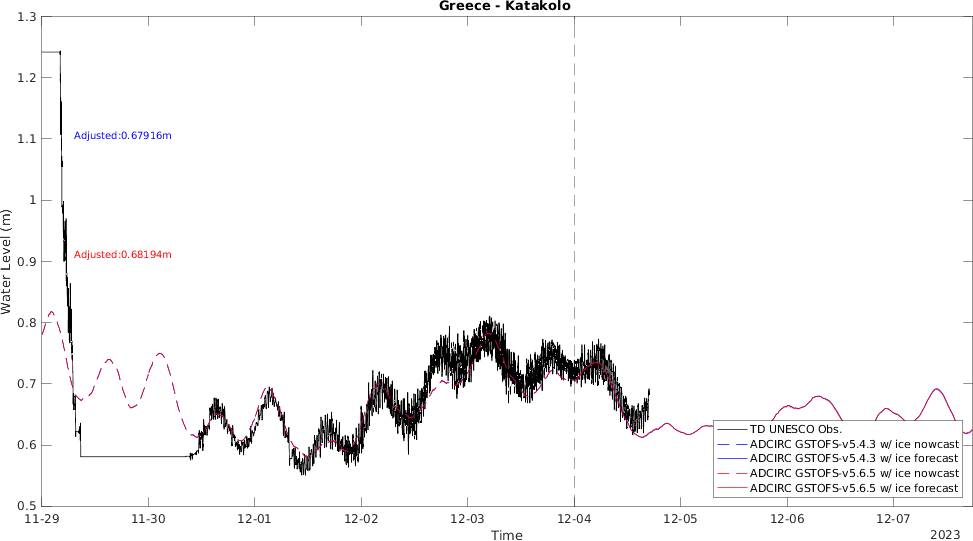 Greece - Katakolo
1.3
1.2
1.1
1
0.9
0.8
0.7
0.6
0.5
Water Level (m)
Adjusted:0.67916m
Adjusted:0.68194m
TD UNESCO Obs.
ADCIRC GSTOFS-v5.4.3 w/ ice nowcast
ADCIRC GSTOFS-v5.4.3 w/ ice forecast
ADCIRC GSTOFS-v5.6.5 w/ ice nowcast
ADCIRC GSTOFS-v5.6.5 w/ ice forecast
11-29 11-30 12-01 12-02 12-03 12-04 12-05 12-06 12-07
Time
2023